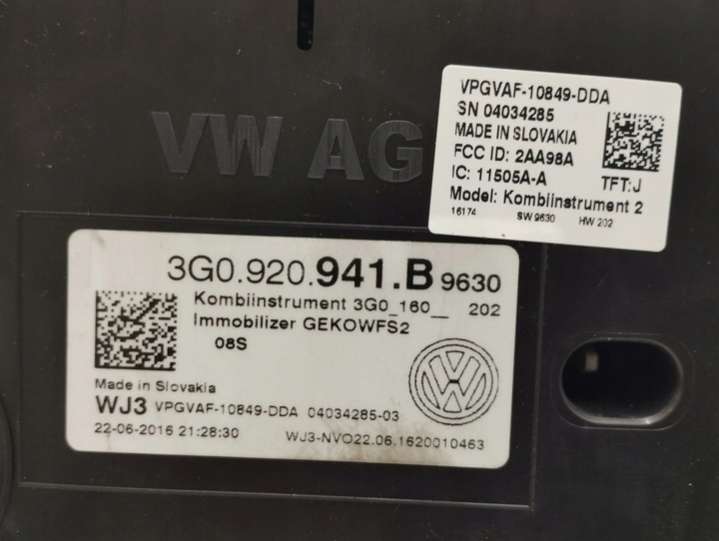 VW AG
VPGVAF-10849-DDA
SN 04034285
MADE IN SLOVAKIA
FCC ID: 2AA98A
IC: 11505A-A TFT:J
Model: Kombiinstrument 2
16174 SW 9630 HW 202
3G0.920.941.B 9630
Kombiinstrument 3G0_160__ 202
Immobilizer GEKOWFS2
08S
Made in Slovakia
WJ3 VPGVAF-10849-DDA 04034285-03
22-06-2016 21:28:30 WJ3-NVO22.06.1620010463